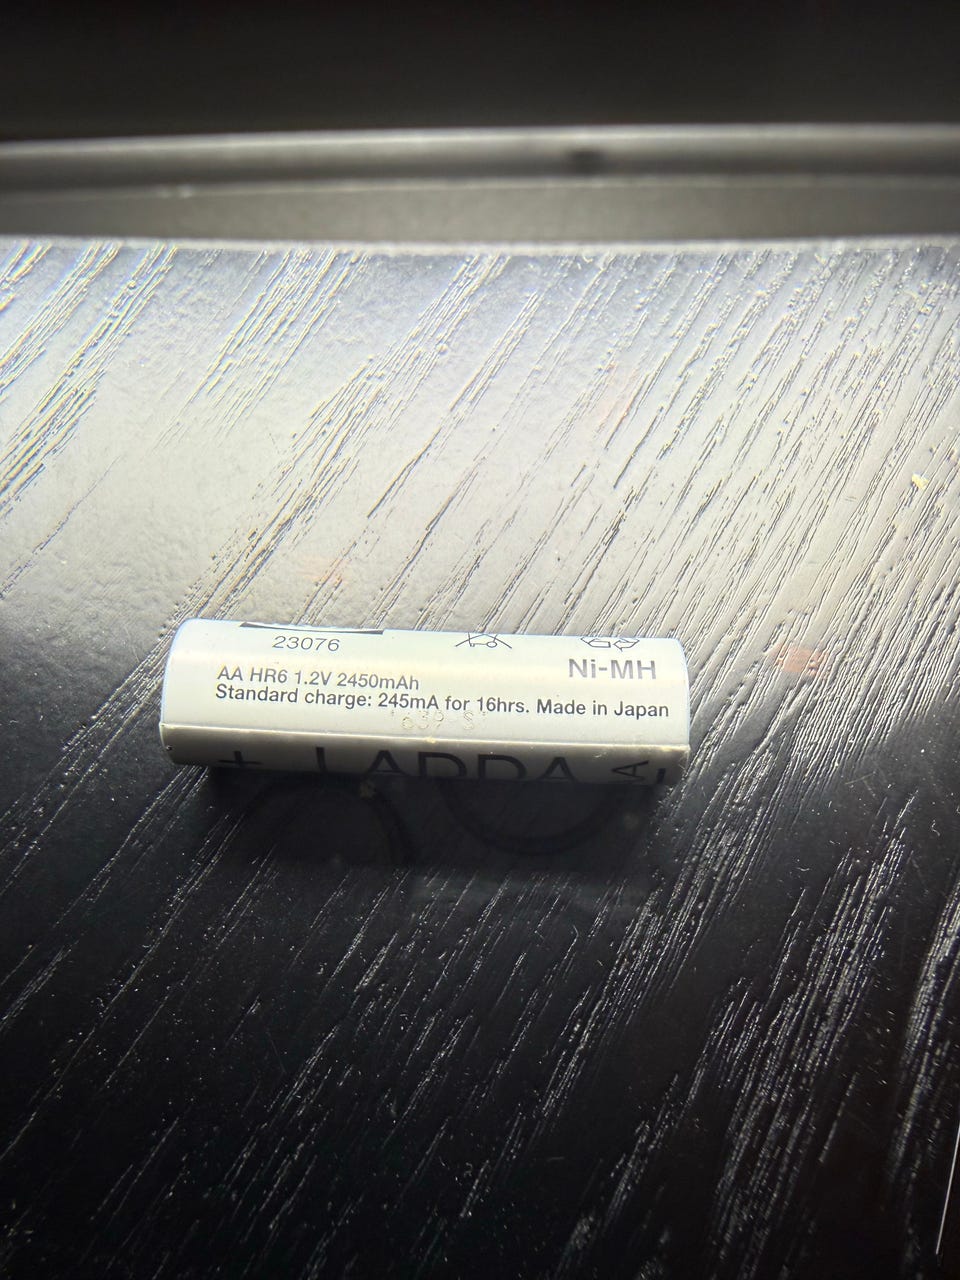 23076
Ni-MH
AA HR6 1.2V 2450mAh
Standard charge: 245mA for 16hrs. Made in Japan
+ LADDA